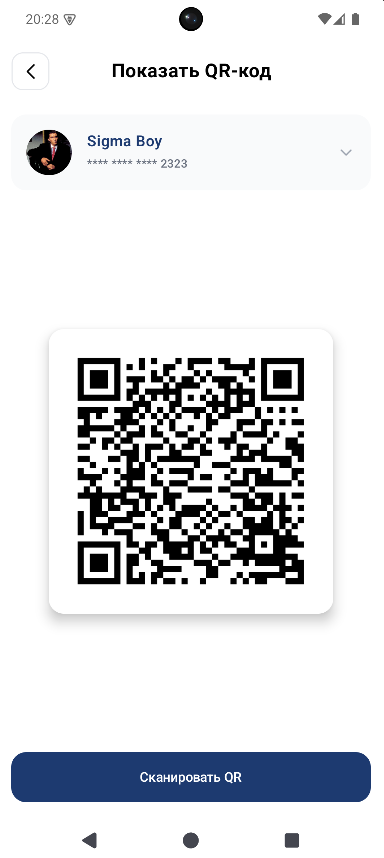 20:28
Показать QR-код
Sigma Boy
**** **** **** 2323
Сканировать QR